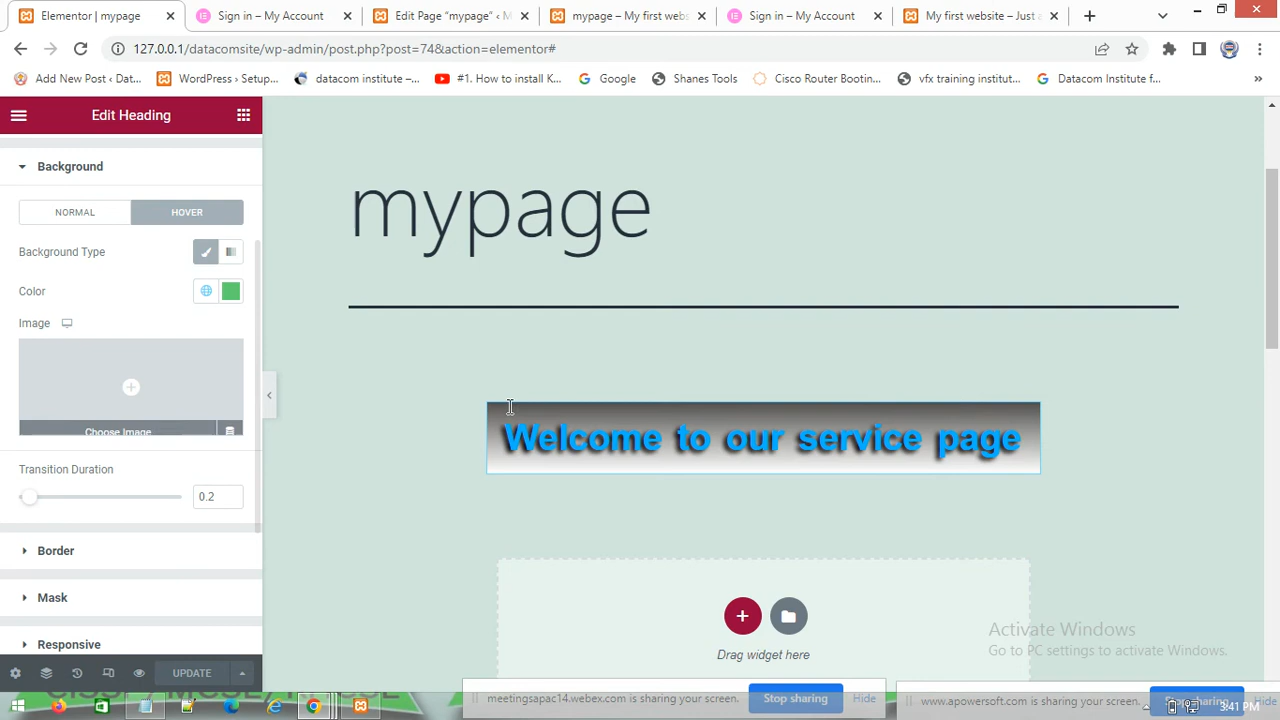 Elementor | mypage
Sign in – My Account
Edit Page “mypage” ‹ M
mypage – My first webs
Sign in – My Account
My first website – Just a
127.0.0.1/datacomsite/wp-admin/post.php?post=74&action=elementor#
Add New Post ‹ Dat...
WordPress › Setup...
datacom institute –...
#1. How to install K...
Google
Shanes Tools
Cisco Router Bootin...
vfx training institut...
Datacom Institute f...
»
Edit Heading
Background
NORMAL
HOVER
Background Type
Color
Image
Choose Image
Transition Duration
0.2
Border
Mask
Responsive
UPDATE
mypage
Welcome to our service page
Drag widget here
Activate Windows
Go to PC settings to activate Windows.
meetingsapac14.webex.com is sharing your screen.
Stop sharing
Hide
www.apowersoft.com is sharing your screen.
3:41 PM